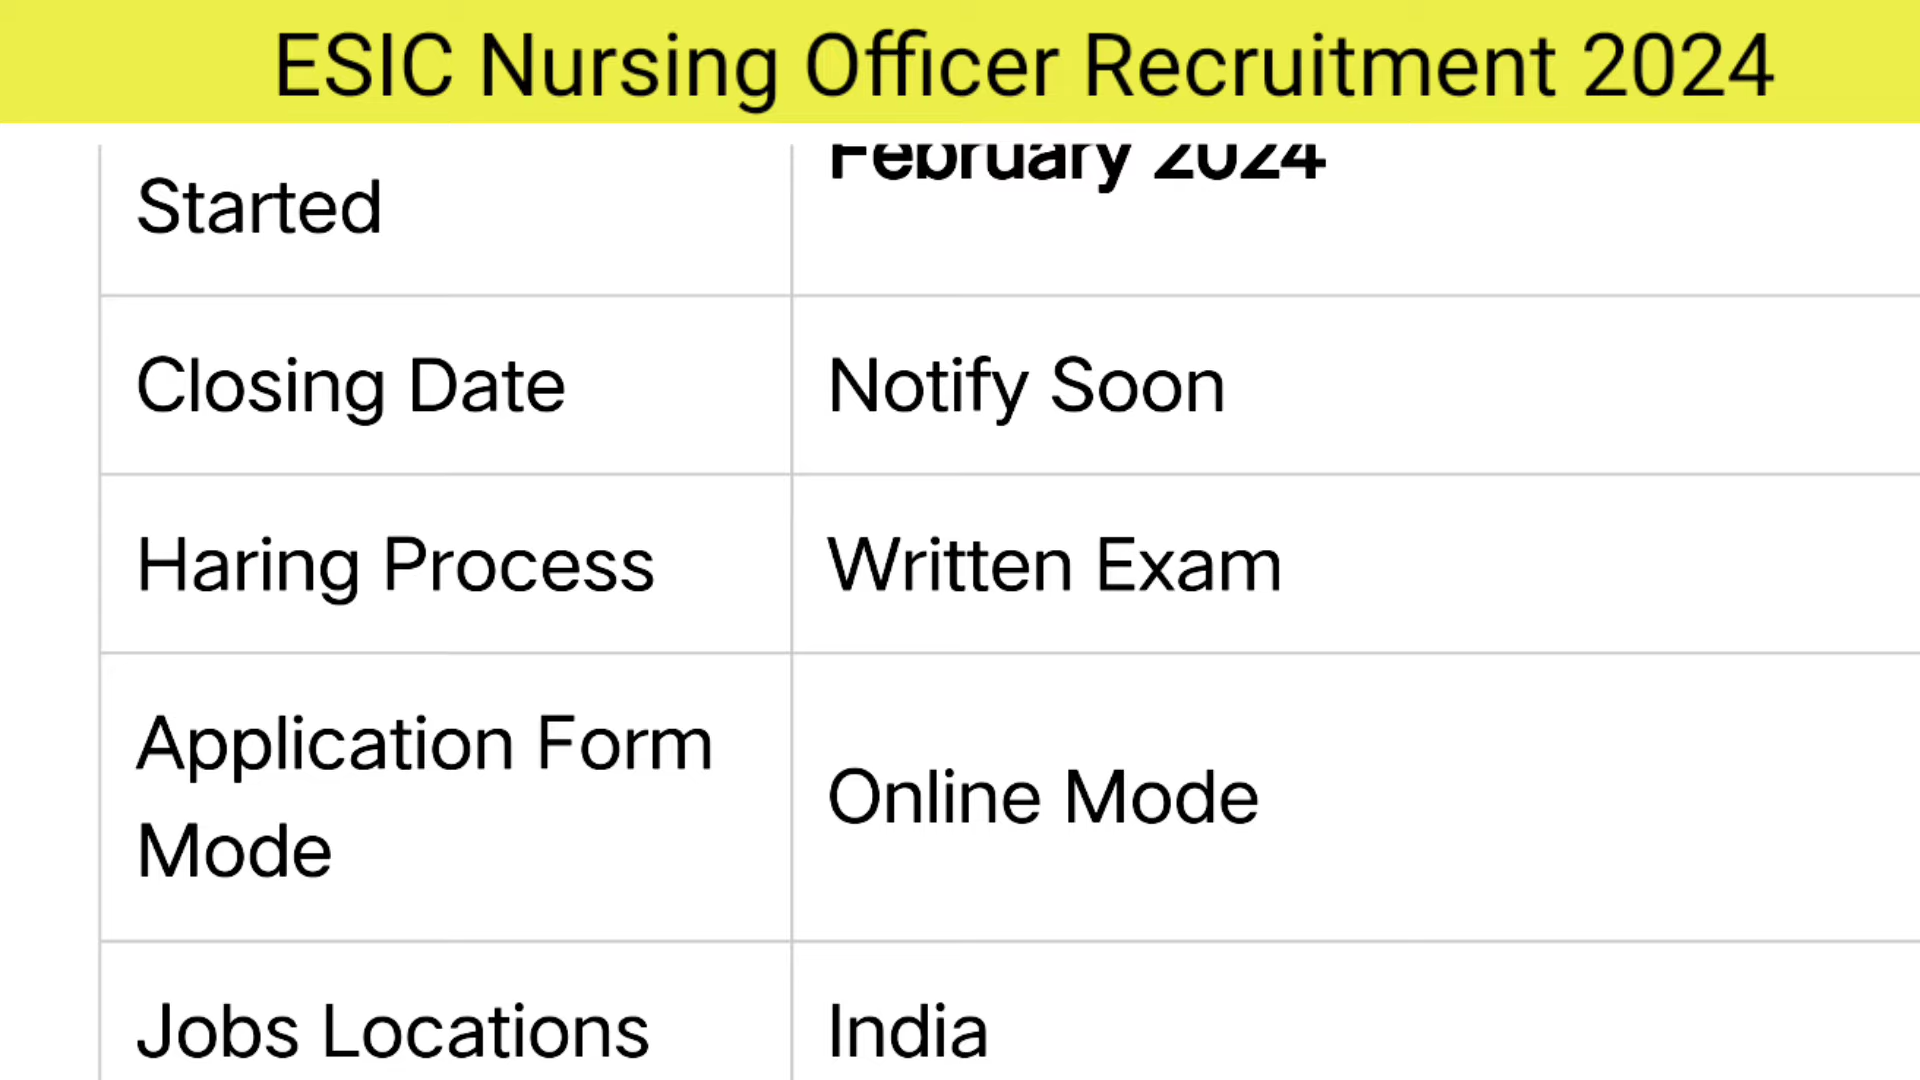 ESIC Nursing Officer Recruitment 2024
February 2024
Started
Closing Date
Notify Soon
Haring Process
Written Exam
Application Form
Mode
Online Mode
Jobs Locations
India